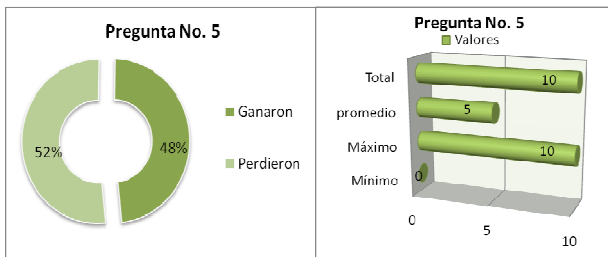 Pregunta No. 5
52%
48%
Ganaron
Perdieron
Pregunta No. 5
Valores
Total
10
promedio
5
Máximo
10
Mínimo
0
0
5
10